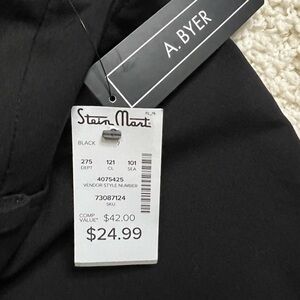 A. BYER
Stein Mart
BLACK
275 121 101
DEPT CL SEA
4075425
VENDOR STYLE NUMBER
73087124
SKU
COMP VALUE* $42.00
$24.99